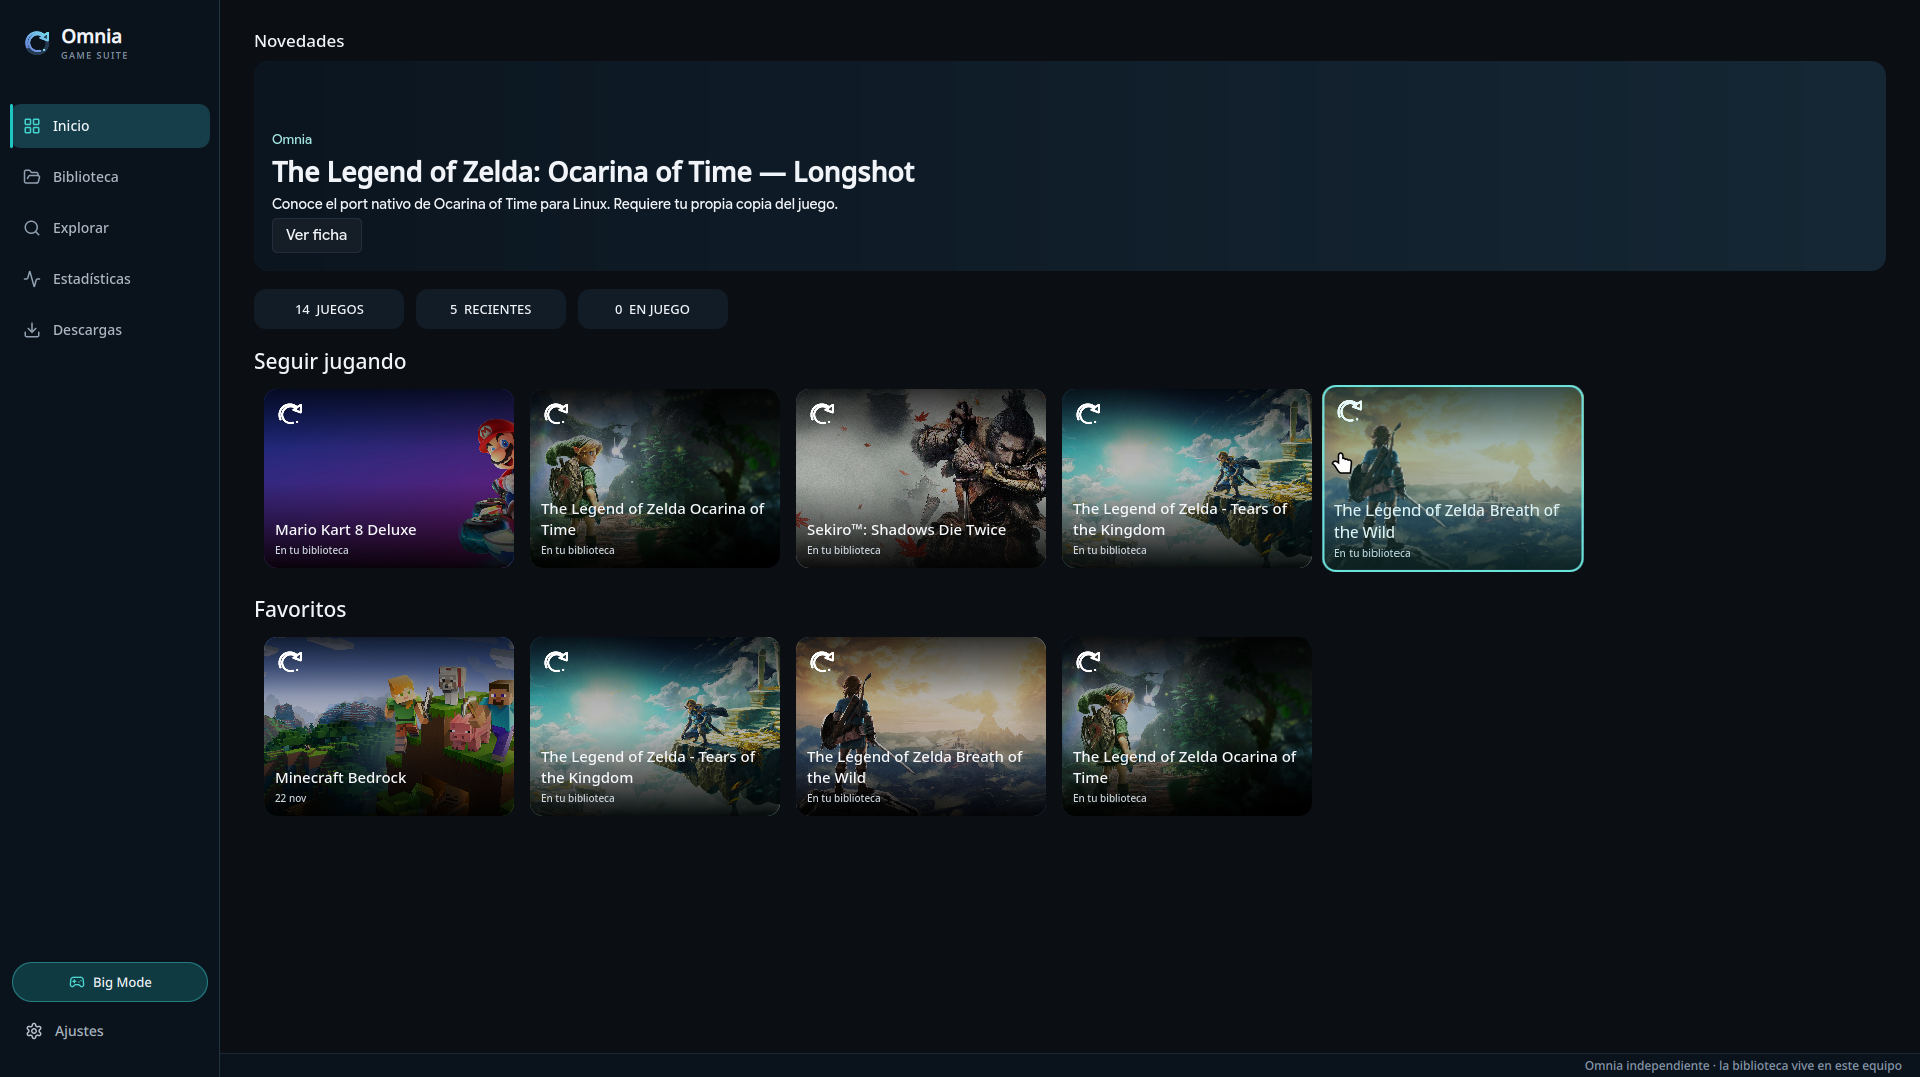 Omnia
GAME SUITE
Inicio
Biblioteca
Explorar
Estadísticas
Descargas
Big Mode
Ajustes
Novedades
Omnia
The Legend of Zelda: Ocarina of Time — Longshot
Conoce el port nativo de Ocarina of Time para Linux. Requiere tu propia copia del juego.
Ver ficha
14 JUEGOS
5 RECIENTES
0 EN JUEGO
Seguir jugando
Mario Kart 8 Deluxe
En tu biblioteca
The Legend of Zelda Ocarina of
Time
En tu biblioteca
Sekiro™: Shadows Die Twice
En tu biblioteca
The Legend of Zelda - Tears of
the Kingdom
En tu biblioteca
The Legend of Zelda Breath of
the Wild
En tu biblioteca
Favoritos
Minecraft Bedrock
22 nov
The Legend of Zelda - Tears of
the Kingdom
En tu biblioteca
The Legend of Zelda Breath of
the Wild
En tu biblioteca
The Legend of Zelda Ocarina of
Time
En tu biblioteca
Omnia independiente · la biblioteca vive en este equipo